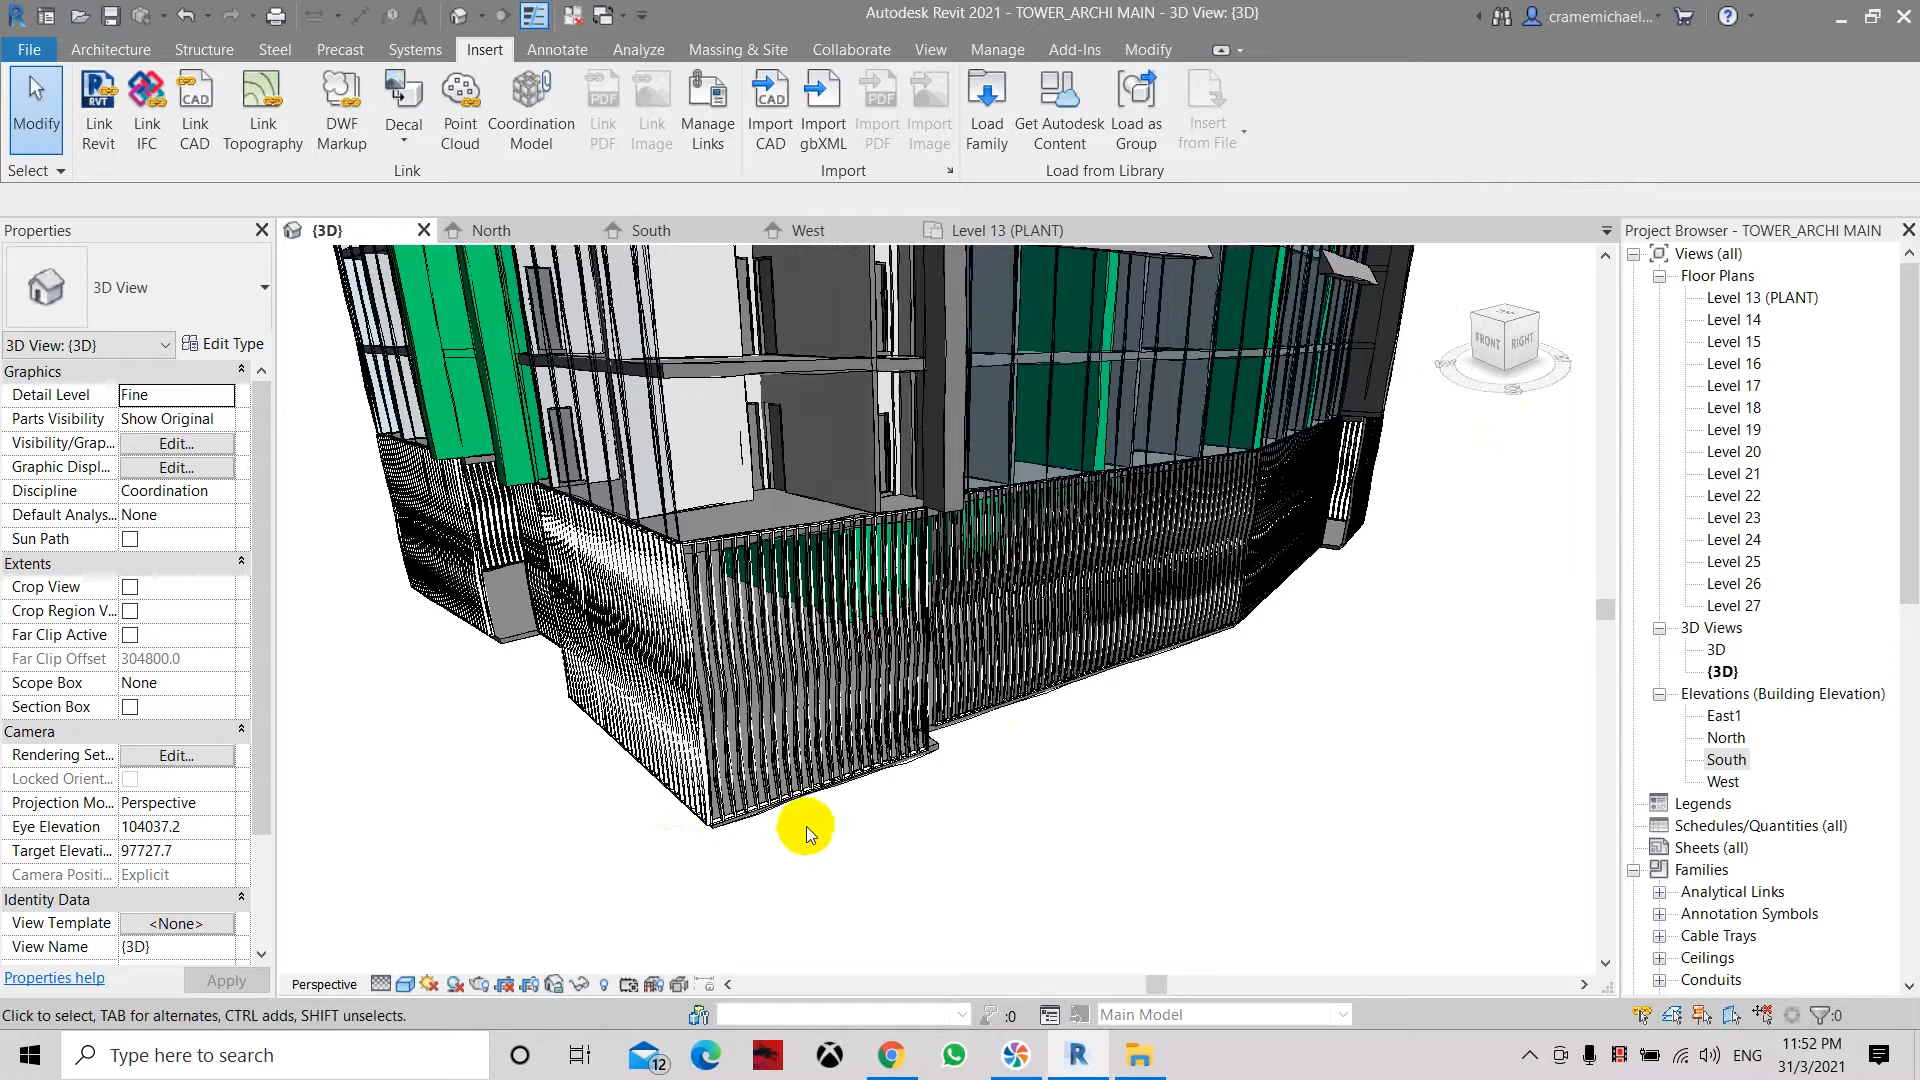 Autodesk Revit 2021 - TOWER_ARCHI MAIN - 3D View: {3D}
cramemichael...
File Architecture Structure Steel Precast Systems Insert Annotate Analyze Massing & Site Collaborate View Manage Add-Ins Modify
Modify
Link Revit
Link IFC
Link CAD
Link Topography
DWF Markup
Decal
Point Cloud
Coordination Model
Link PDF
Link Image
Manage Links
Import CAD
Import gbXML
Import PDF
Import Image
Load Family
Get Autodesk Content
Load as Group
Insert from File
Select
Link
Import
Load from Library
Properties
3D View
3D View: {3D}
Edit Type
Graphics
Detail Level Fine
Parts Visibility Show Original
Visibility/Grap... Edit...
Graphic Displ... Edit...
Discipline Coordination
Default Analys... None
Sun Path
Extents
Crop View
Crop Region V...
Far Clip Active
Far Clip Offset 304800.0
Scope Box None
Section Box
Camera
Rendering Set... Edit...
Locked Orient...
Projection Mo... Perspective
Eye Elevation 104037.2
Target Elevati... 97727.7
Camera Positi... Explicit
Identity Data
View Template <None>
View Name {3D}
Properties help
Apply
{3D}
North
South
West
Level 13 (PLANT)
FRONT
RIGHT
Perspective
Project Browser - TOWER_ARCHI MAIN
Views (all)
Floor Plans
Level 13 (PLANT)
Level 14
Level 15
Level 16
Level 17
Level 18
Level 19
Level 20
Level 21
Level 22
Level 23
Level 24
Level 25
Level 26
Level 27
3D Views
3D
{3D}
Elevations (Building Elevation)
East1
North
South
West
Legends
Schedules/Quantities (all)
Sheets (all)
Families
Analytical Links
Annotation Symbols
Cable Trays
Ceilings
Conduits
Click to select, TAB for alternates, CTRL adds, SHIFT unselects.
:0
Main Model
:0
Type here to search
12
ENG
11:52 PM
31/3/2021